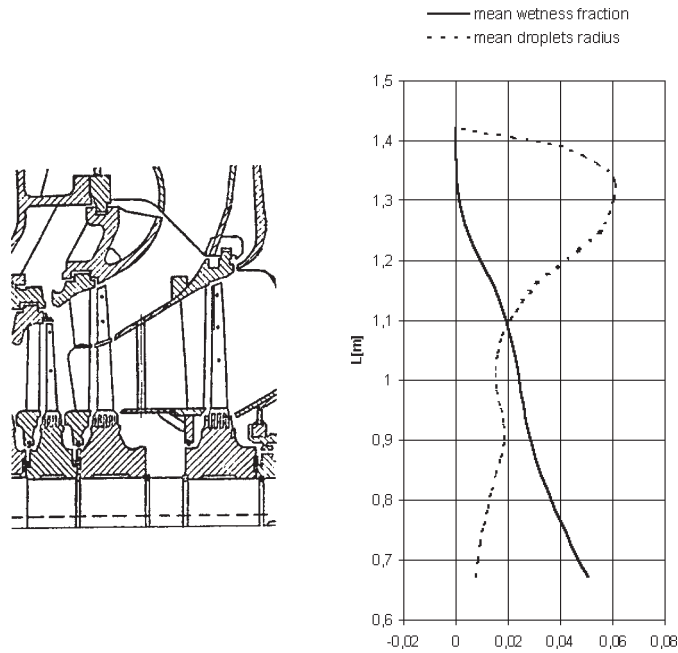 mean wetness fraction
mean droplets radius
1,5
1,4
1,3
1,2
1,1
1
0,9
0,8
0,7
0,6
L[m]
-0,02 0 0,02 0,04 0,06 0,08